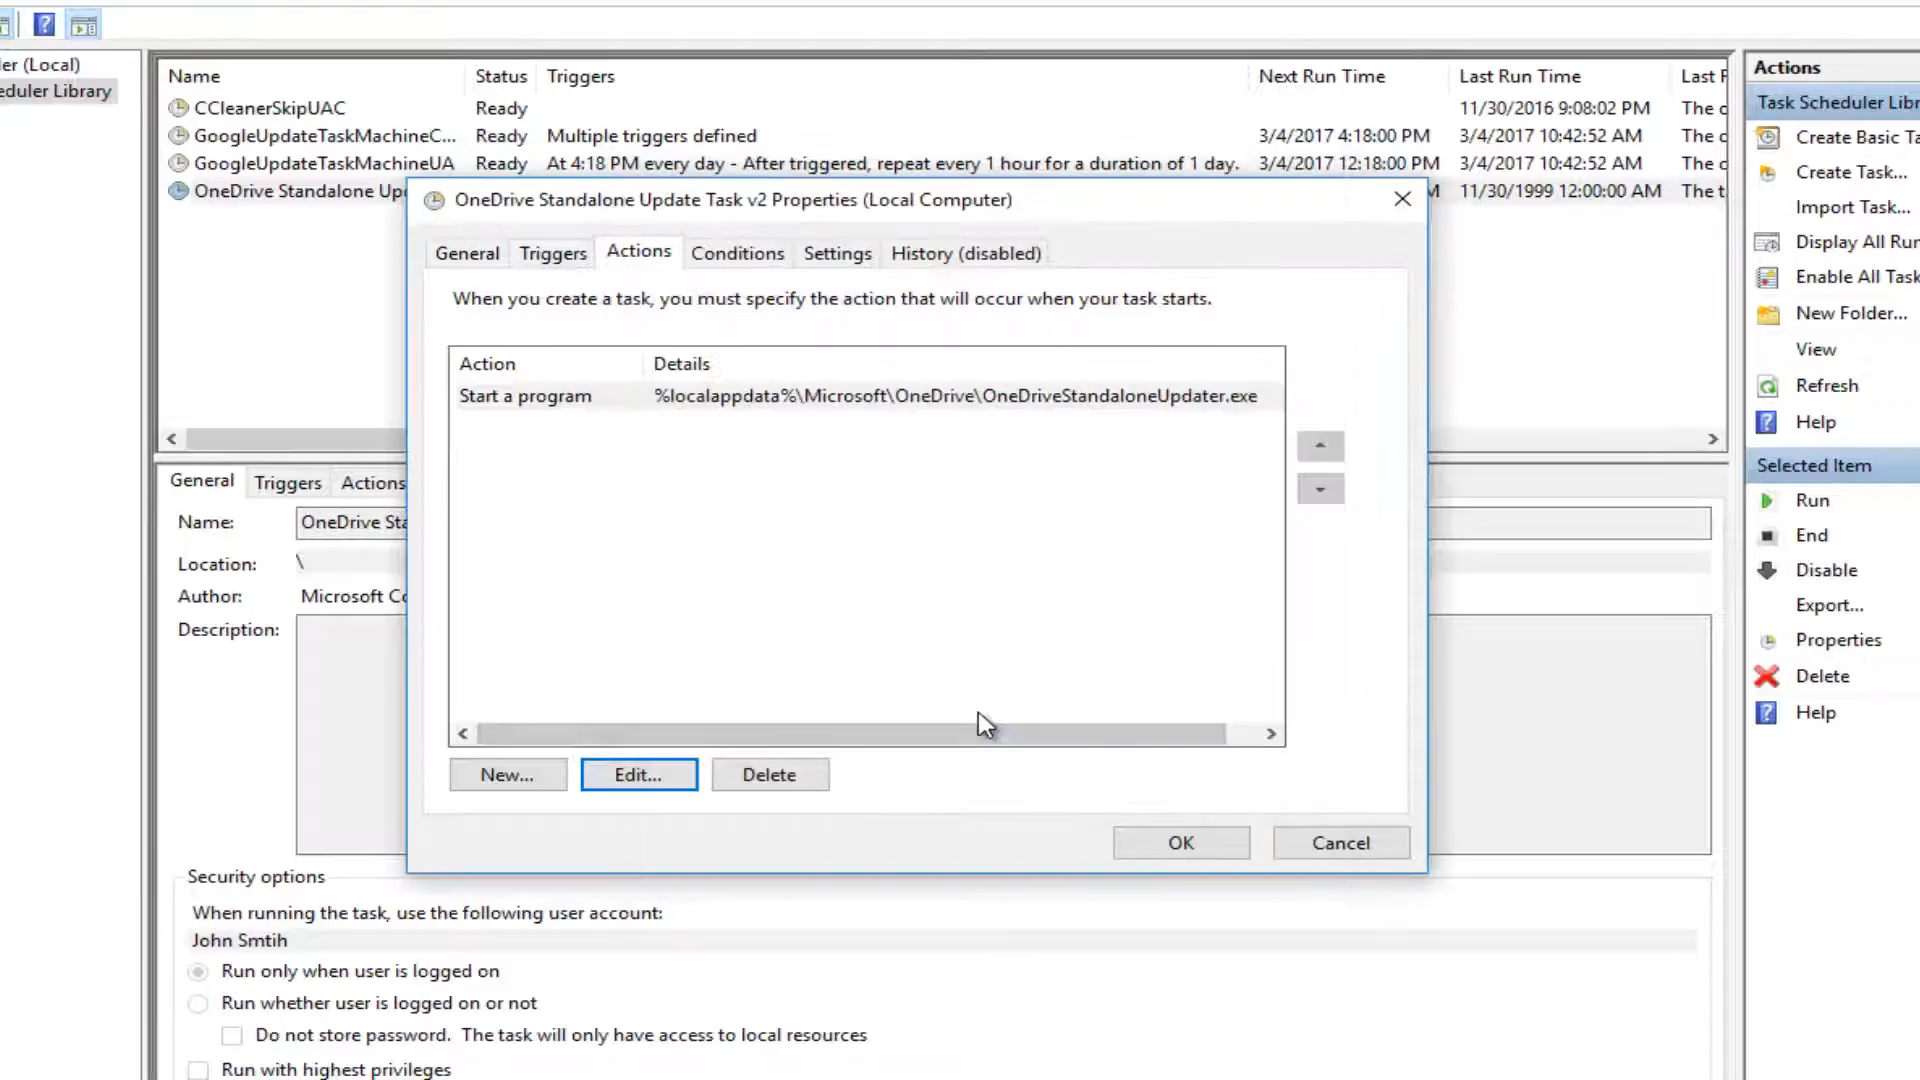 er (Local)
eduler Library
Name Status Triggers Next Run Time Last Run Time Last F
CCleanerSkipUAC Ready 11/30/2016 9:08:02 PM The c
GoogleUpdateTaskMachineC... Ready Multiple triggers defined 3/4/2017 4:18:00 PM 3/4/2017 10:42:52 AM The c
GoogleUpdateTaskMachineUA Ready At 4:18 PM every day - After triggered, repeat every 1 hour for a duration of 1 day. 3/4/2017 12:18:00 PM 3/4/2017 10:42:52 AM The c
OneDrive Standalone Up M 11/30/1999 12:00:00 AM The t
OneDrive Standalone Update Task v2 Properties (Local Computer)
General Triggers Actions Conditions Settings History (disabled)
When you create a task, you must specify the action that will occur when your task starts.
Action Details
Start a program %localappdata%\Microsoft\OneDrive\OneDriveStandaloneUpdater.exe
New... Edit... Delete
OK Cancel
General Triggers Actions
Name: OneDrive Sta
Location: \
Author: Microsoft Co
Description:
Security options
When running the task, use the following user account:
John Smtih
Run only when user is logged on
Run whether user is logged on or not
Do not store password. The task will only have access to local resources
Run with highest privileges
Actions
Task Scheduler Libr
Create Basic Ta
Create Task...
Import Task...
Display All Run
Enable All Task
New Folder...
View
Refresh
Help
Selected Item
Run
End
Disable
Export...
Properties
Delete
Help